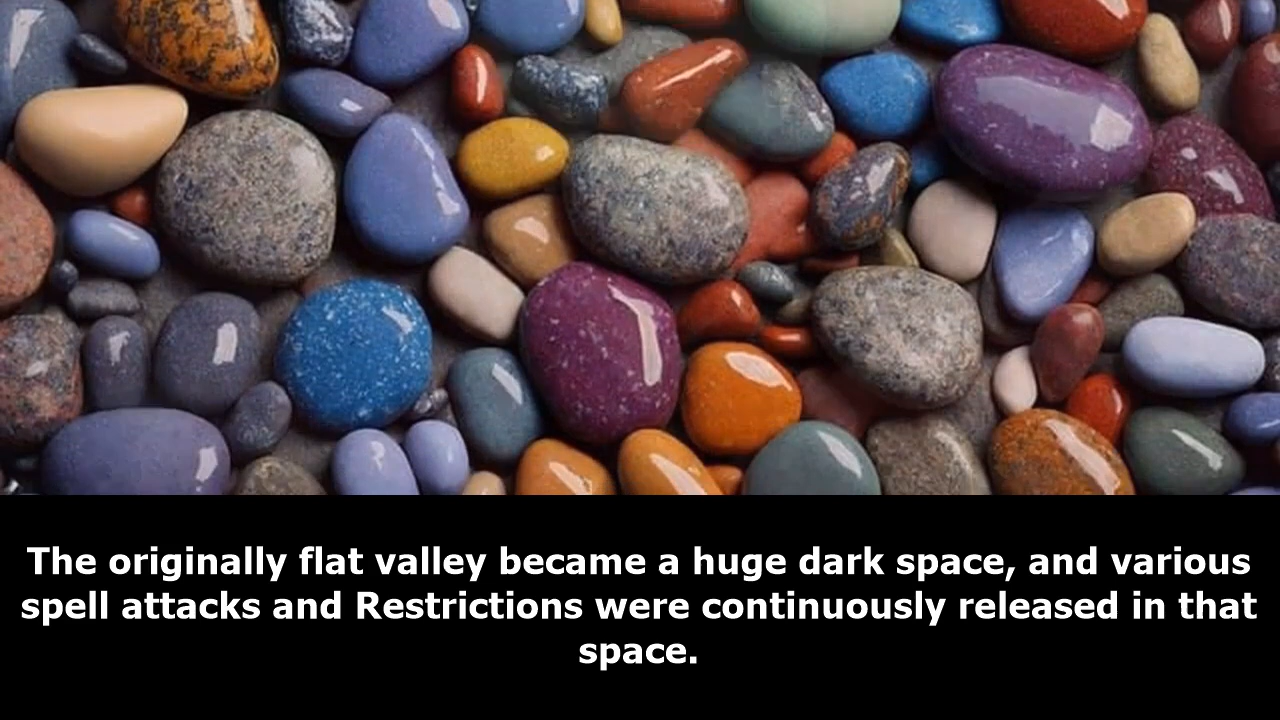 The originally flat valley became a huge dark space, and various
spell attacks and Restrictions were continuously released in that
space.